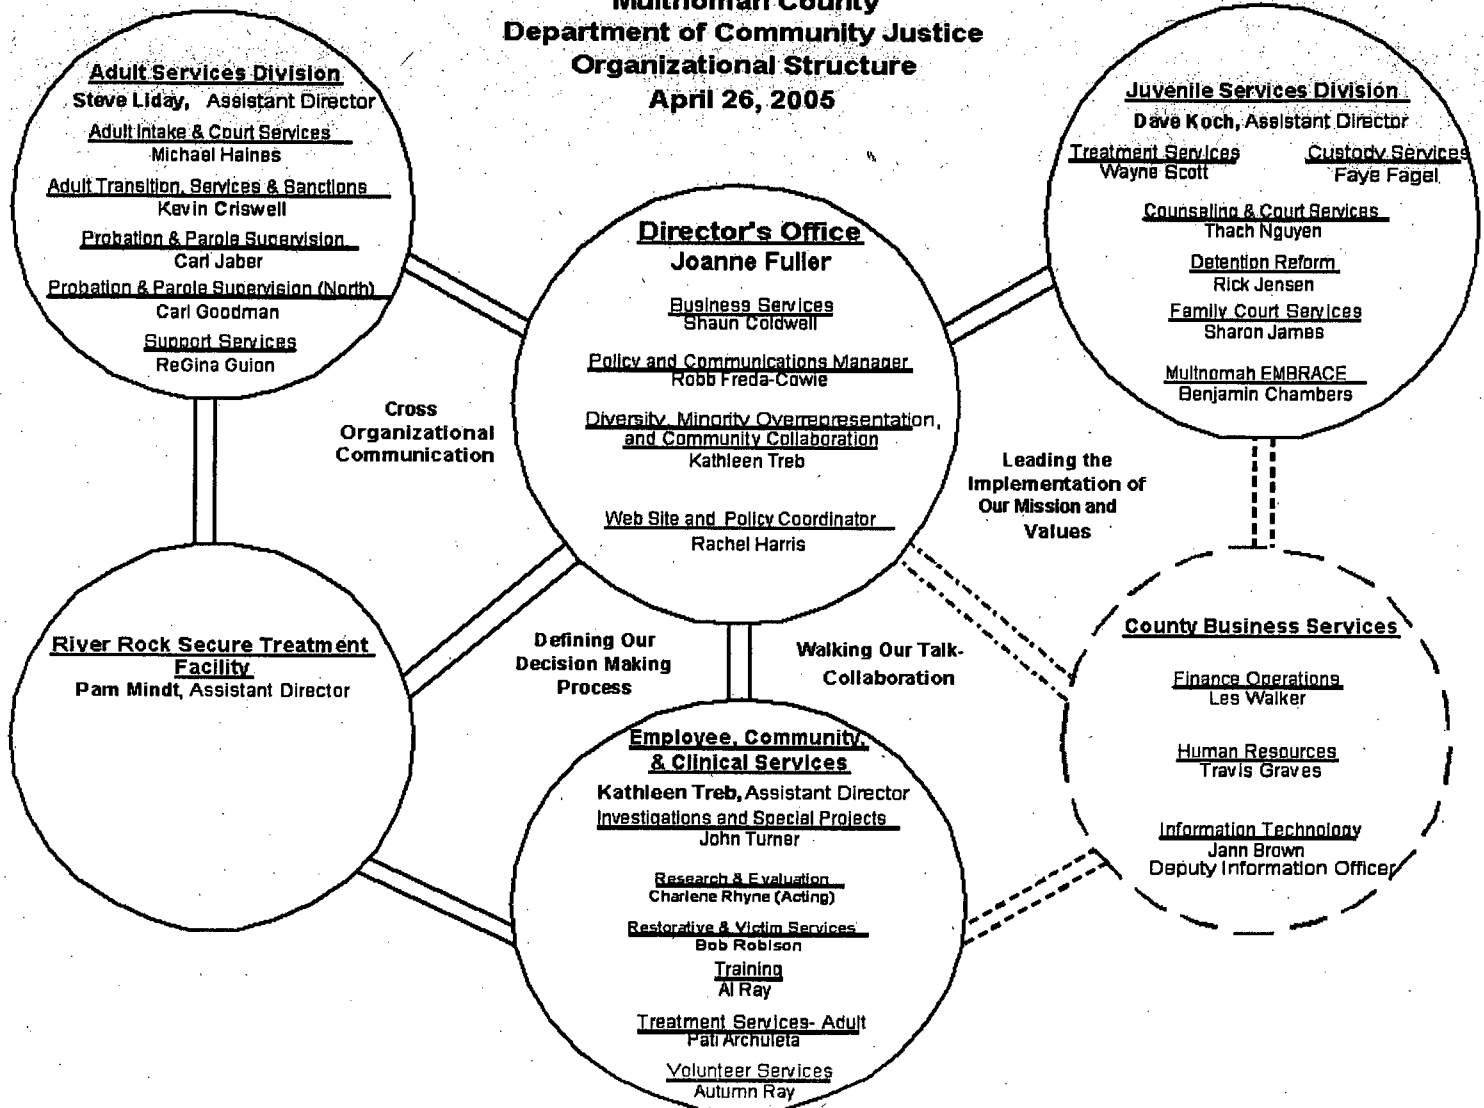 Multnomah County
Department of Community Justice
Organizational Structure
April 26, 2005
Adult Services Division
Steve Liday, Assistant Director
Adult Intake & Court Services
Michael Haines
Adult Transition, Services & Sanctions
Kevin Criswell
Probation & Parole Supervision
Carl Jaber
Probation & Parole Supervision (North)
Carl Goodman
Support Services
ReGina Guion
Director's Office
Joanne Fuller
Business Services
Shaun Coldwell
Policy and Communications Manager
Robb Freda-Cowie
Diversity, Minority Overrepresentation,
and Community Collaboration
Kathleen Treb
Web Site and Policy Coordinator
Rachel Harris
Juvenile Services Division
Dave Koch, Assistant Director
Treatment Services
Wayne Scott
Custody Services
Faye Fagel
Counseling & Court Services
Thach Nguyen
Detention Reform
Rick Jensen
Family Court Services
Sharon James
Multnomah EMBRACE
Benjamin Chambers
Cross
Organizational
Communication
Leading the
Implementation of
Our Mission and
Values
River Rock Secure Treatment
Facility
Pam Mindt, Assistant Director
Defining Our
Decision Making
Process
Walking Our Talk-
Collaboration
County Business Services
Finance Operations
Les Walker
Human Resources
Travis Graves
Information Technology
Jann Brown
Deputy Information Officer
Employee, Community,
& Clinical Services
Kathleen Treb, Assistant Director
Investigations and Special Projects
John Turner
Research & Evaluation
Charlene Rhyne (Acting)
Restorative & Victim Services
Bob Robison
Training
Al Ray
Treatment Services- Adult
Pati Archuleta
Volunteer Services
Autumn Ray